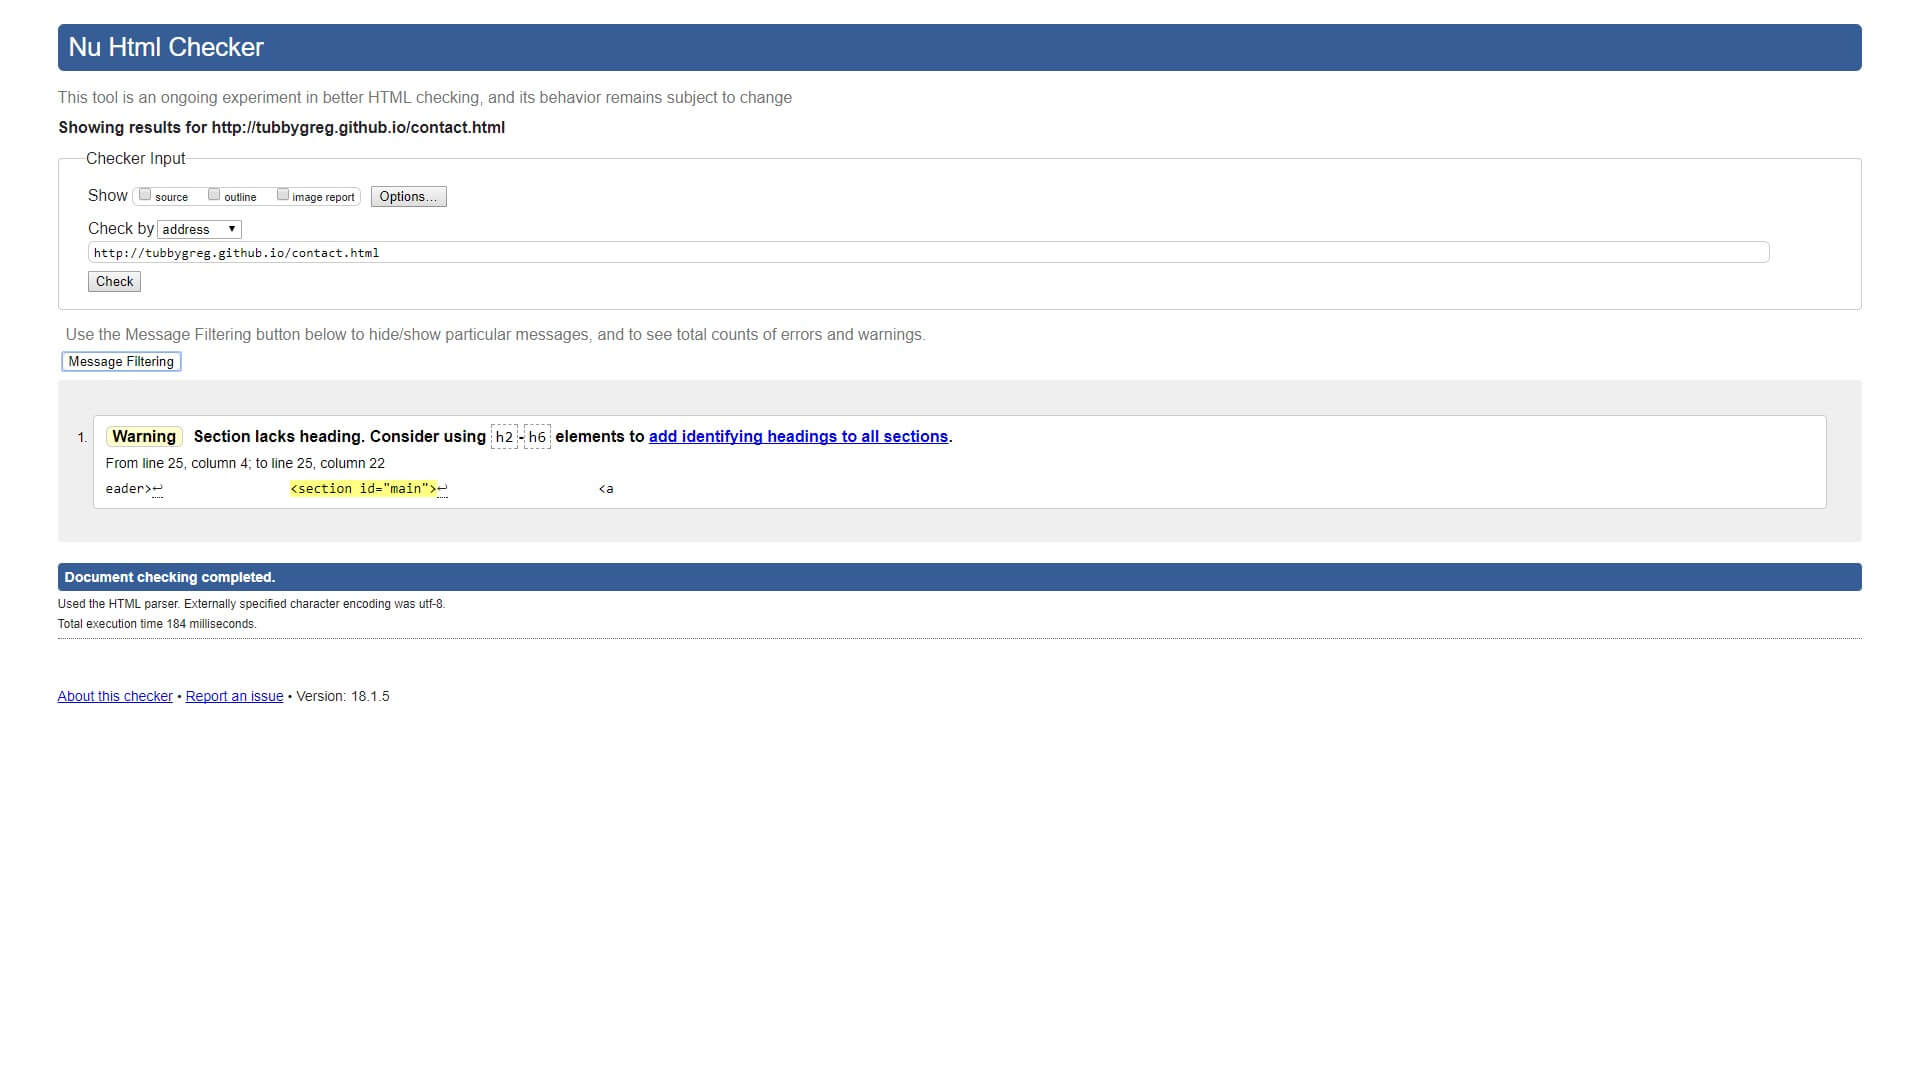 Nu Html Checker
This tool is an ongoing experiment in better HTML checking, and its behavior remains subject to change
Showing results for http://tubbygreg.github.io/contact.html
Checker Input
Show source outline image report Options...
Check by address ▼
http://tubbygreg.github.io/contact.html
Check
Use the Message Filtering button below to hide/show particular messages, and to see total counts of errors and warnings.
Message Filtering
1. Warning Section lacks heading. Consider using h2-h6 elements to add identifying headings to all sections.
From line 25, column 4; to line 25, column 22
eader>↩ <section id="main">↩ <a
Document checking completed.
Used the HTML parser. Externally specified character encoding was utf-8.
Total execution time 184 milliseconds.
About this checker • Report an issue • Version: 18.1.5